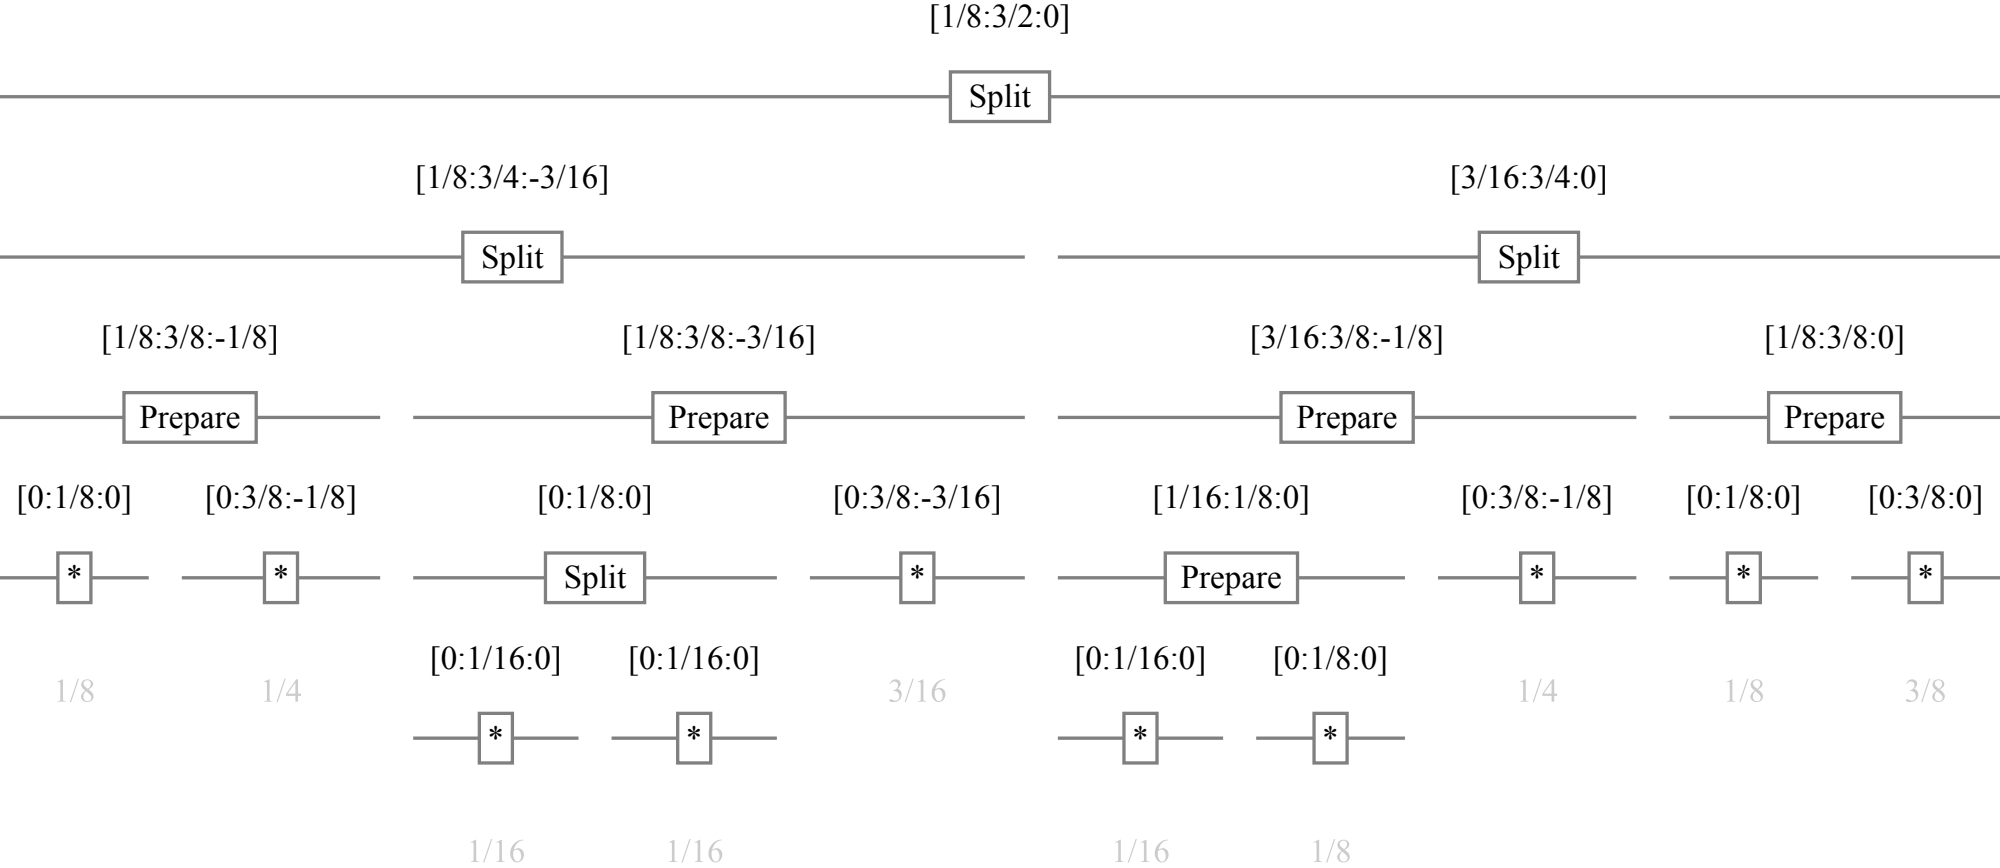 [1/8:3/2:0]
Split
[1/8:3/4:-3/16] [3/16:3/4:0]
Split Split
[1/8:3/8:-1/8] [1/8:3/8:-3/16] [3/16:3/8:-1/8] [1/8:3/8:0]
Prepare Prepare Prepare Prepare
[0:1/8:0] [0:3/8:-1/8] [0:1/8:0] [0:3/8:-3/16] [1/16:1/8:0] [0:3/8:-1/8] [0:1/8:0] [0:3/8:0]
* * Split * Prepare * * *
[0:1/16:0] [0:1/16:0] [0:1/16:0] [0:1/8:0]
1/8 1/4 3/16 1/4 1/8 3/8
* * * *
1/16 1/16 1/16 1/8